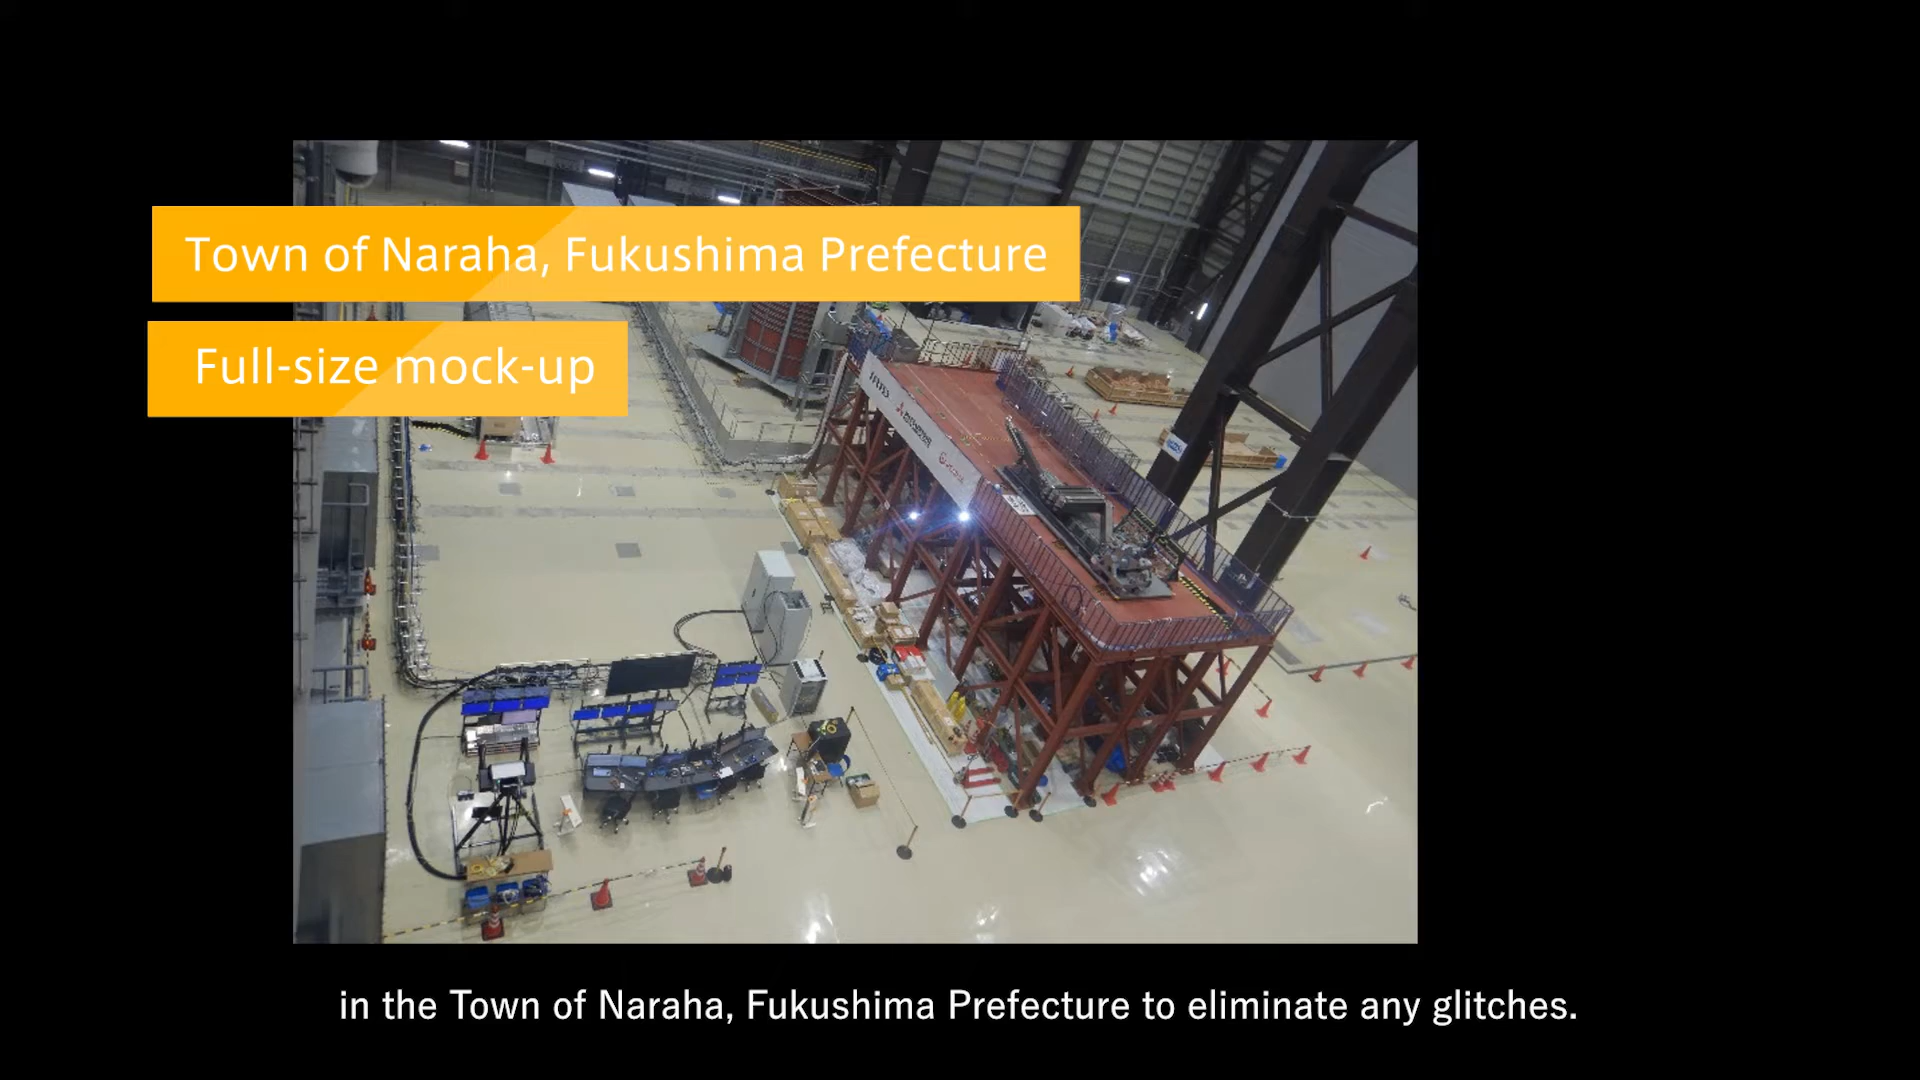 Town of Naraha, Fukushima Prefecture
Full-size mock-up
in the Town of Naraha, Fukushima Prefecture to eliminate any glitches.